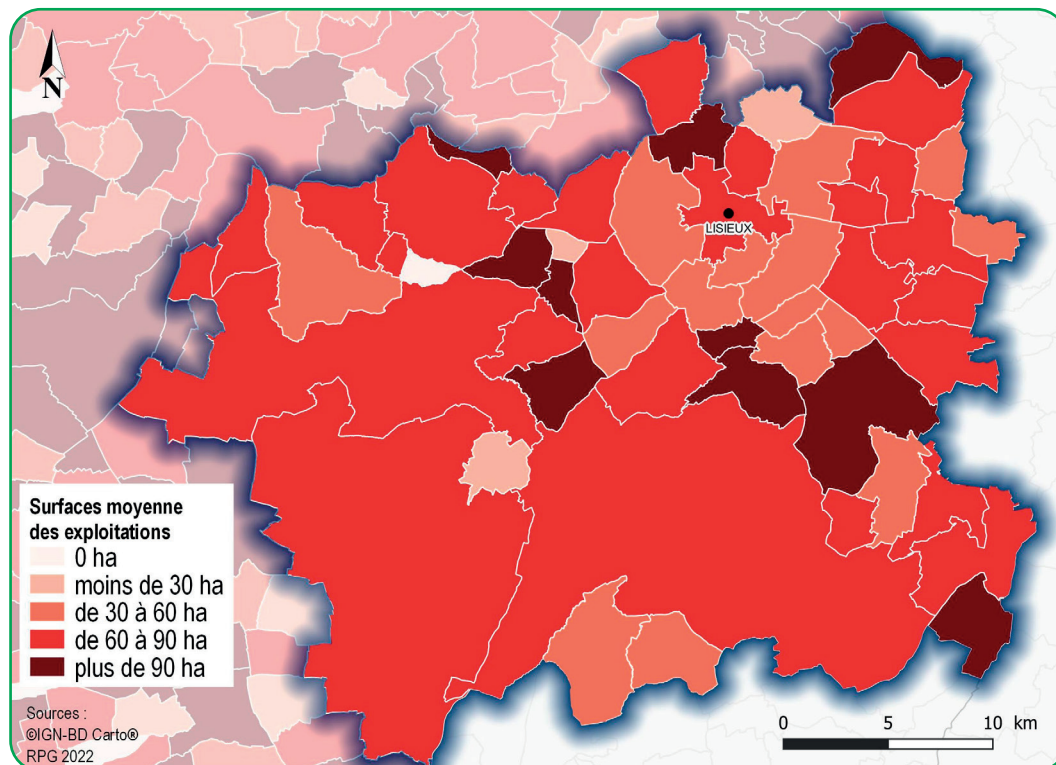 N
LISIEUX
Surfaces moyenne
des exploitations
0 ha
moins de 30 ha
de 30 à 60 ha
de 60 à 90 ha
plus de 90 ha
Sources :
©IGN-BD Carto®
RPG 2022
0 5 10 km